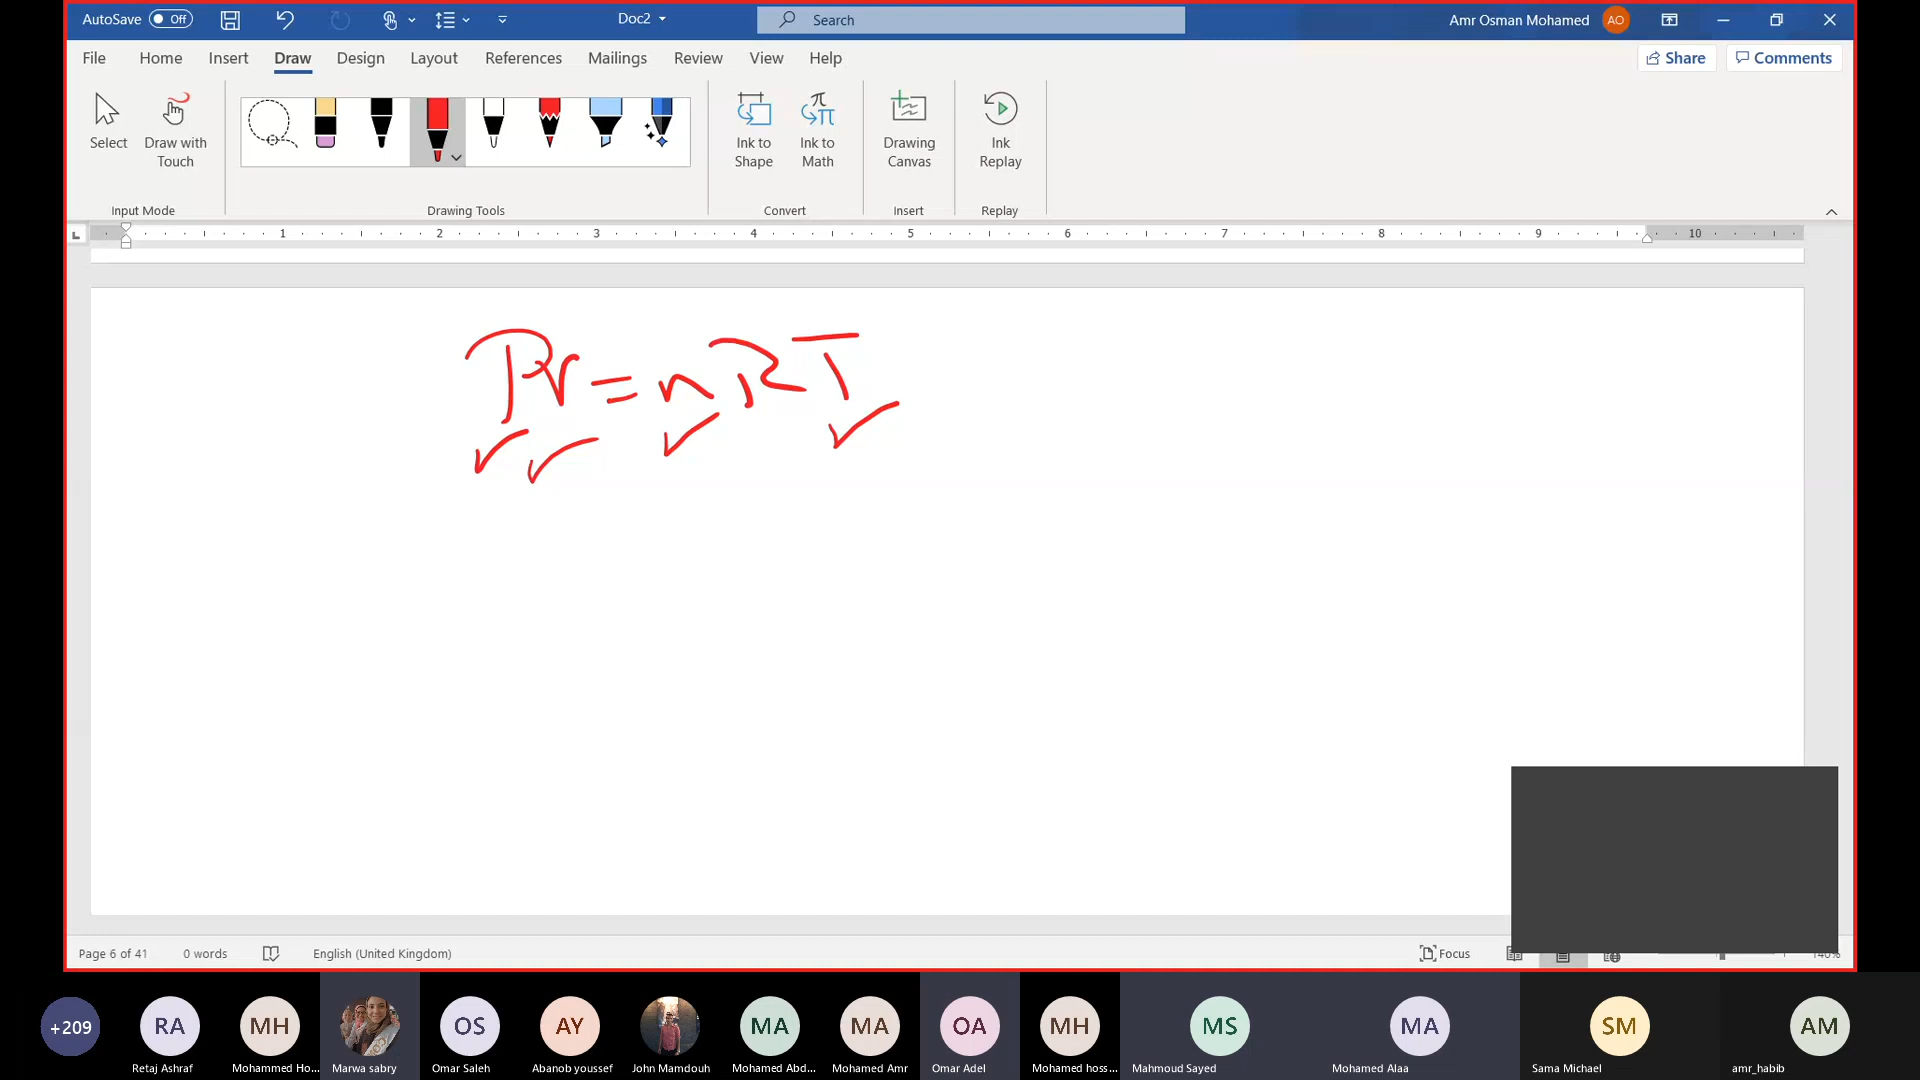 AutoSave Off Doc2 Search Amr Osman Mohamed AO
File Home Insert Draw Design Layout References Mailings Review View Help Share Comments
Select Draw with Touch Ink to Shape Ink to Math Drawing Canvas Ink Replay
Input Mode Drawing Tools Convert Insert Replay
1 2 3 4 5 6 7 8 9 10
PV = nRT
Page 6 of 41 0 words English (United Kingdom) Focus 140%
+209 RA MH OS AY MA MA OA MH MS MA SM AM
Retaj Ashraf Mohammed Ho... Marwa sabry Omar Saleh Abanob youssef John Mamdouh Mohamed Abd... Mohamed Amr Omar Adel Mohamed hoss... Mahmoud Sayed Mohamed Alaa Sama Michael amr_habib